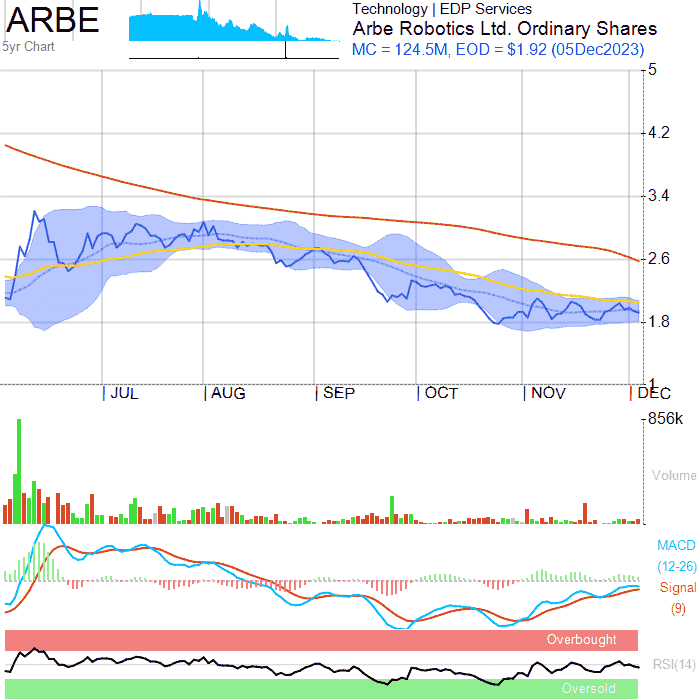 ARBE
5yr Chart
Technology | EDP Services
Arbe Robotics Ltd. Ordinary Shares
MC = 124.5M, EOD = $1.92 (05Dec2023)
5
4.2
3.4
2.6
1.8
1
JUL AUG SEP OCT NOV DEC
856k
Volume
MACD
(12-26)
Signal
(9)
Overbought
RSI(14)
Oversold